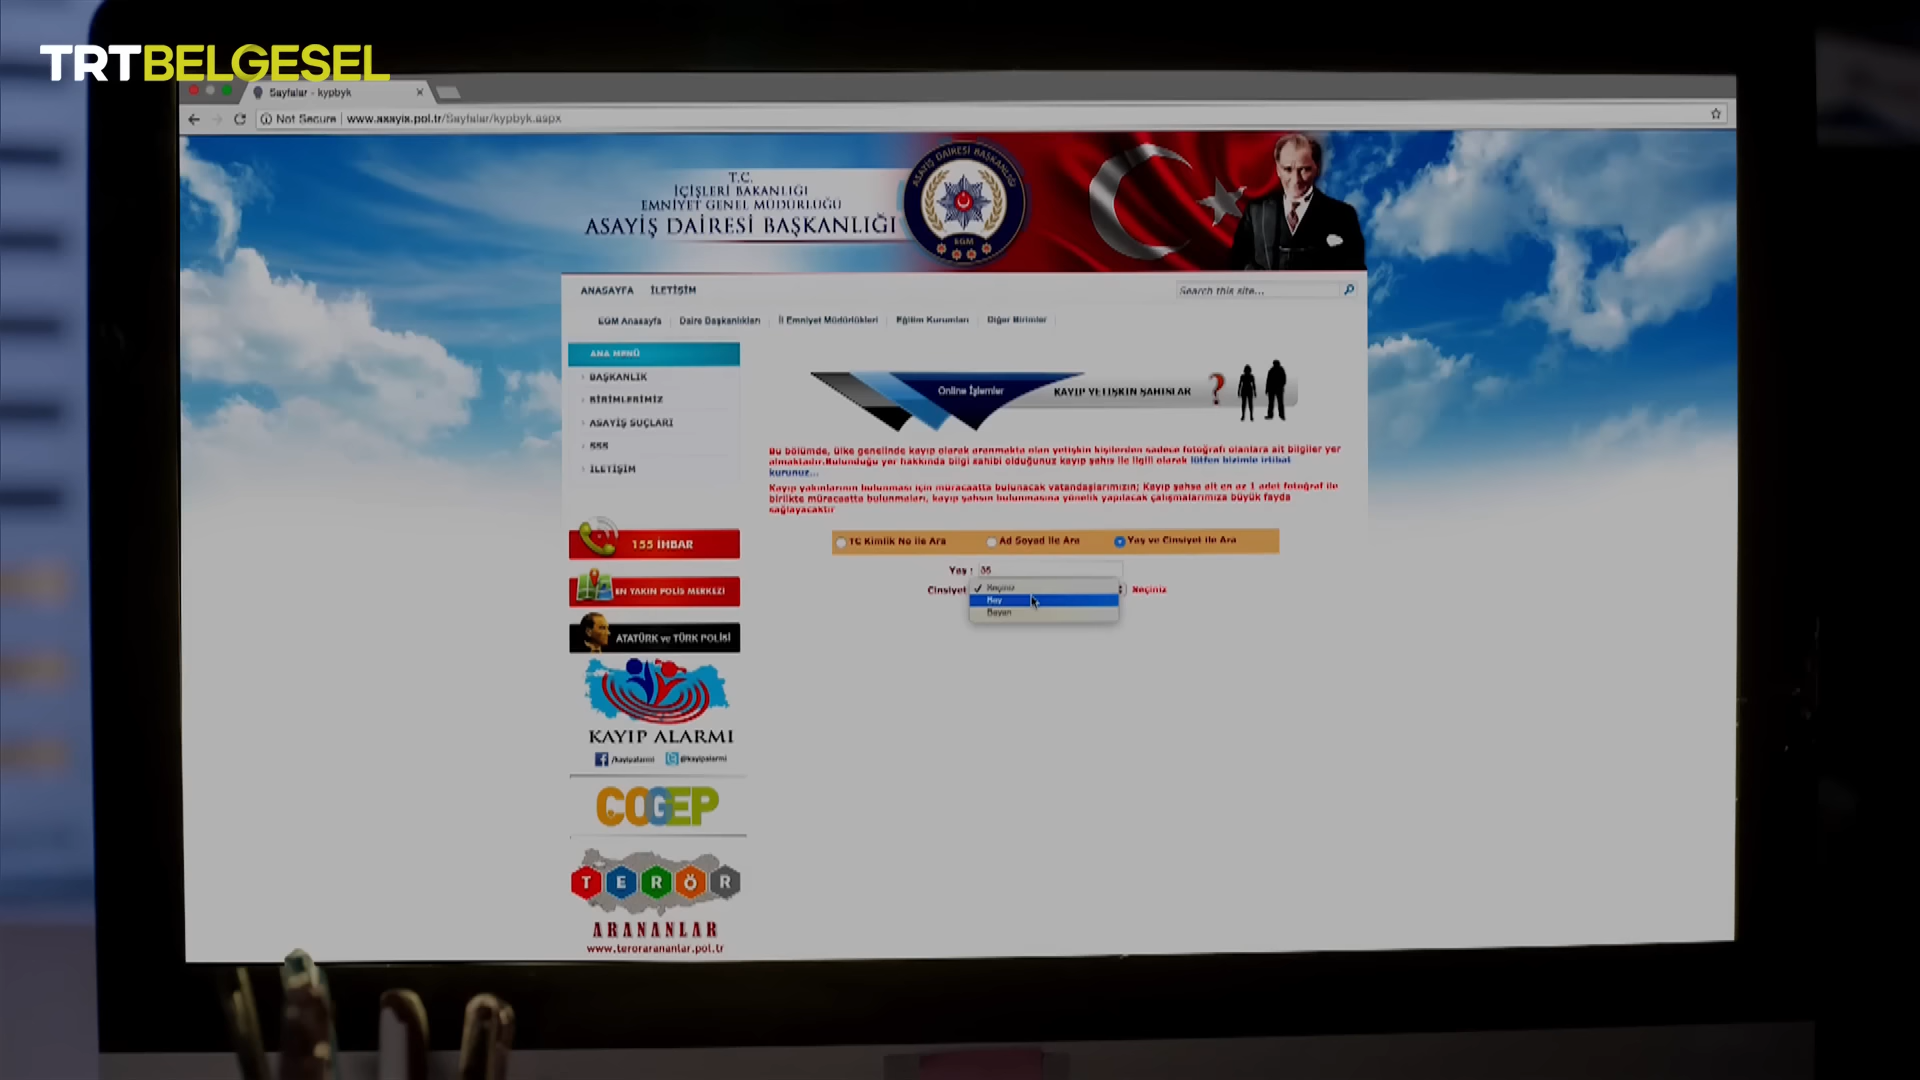 TRTBELGESEL
Sayfalar - kypbyk
Not Secure | www.asayis.pol.tr/Sayfalar/kypbyk.aspx
T.C.
İÇİŞLERİ BAKANLIĞI
EMNİYET GENEL MÜDÜRLÜĞÜ
ASAYİŞ DAİRESİ BAŞKANLIĞI
ASAYİŞ DAİRESİ BAŞKANLIĞI
EGM
ANASAYFA İLETİŞİM
Search this site...
EGM Anasayfa Daire Başkanlıkları İl Emniyet Müdürlükleri Eğitim Kurumları Diğer Birimler
ANA MENÜ
BAŞKANLIK
BİRİMLERİMİZ
ASAYİŞ SUÇLARI
SSS
İLETİŞİM
Online İşlemler
KAYIP YETİŞKİN ŞAHISLAR
Bu bölümde, ülke genelinde kayıp olarak aranmakta olan yetişkin kişilerden sadece fotoğrafı olanlara ait bilgiler yer
almaktadır.Bulunduğu yer hakkında bilgi sahibi olduğunuz kayıp şahıs ile ilgili olarak lütfen bizimle irtibat
kurunuz...
Kayıp yakınlarının bulunması için müracaatta bulunacak vatandaşlarımızın; Kayıp şahsa ait en az 1 adet fotoğraf ile
birlikte müracaatta bulunmaları, kayıp şahsın bulunmasına yönelik yapılacak çalışmalarımıza büyük fayda
sağlayacaktır
TC Kimlik No ile Ara Ad Soyad ile Ara Yaş ve Cinsiyet ile Ara
Yaş :
Cinsiyet
Seçiniz
Seçiniz
Bay
Bayan
155 İHBAR
EN YAKIN POLİS MERKEZİ
ATATÜRK ve TÜRK POLİSİ
KAYIP ALARMI
/kayipalarmi @kayipalarmi
ÇOGEP
TERÖR
ARANANLAR
www.terorarananlar.pol.tr